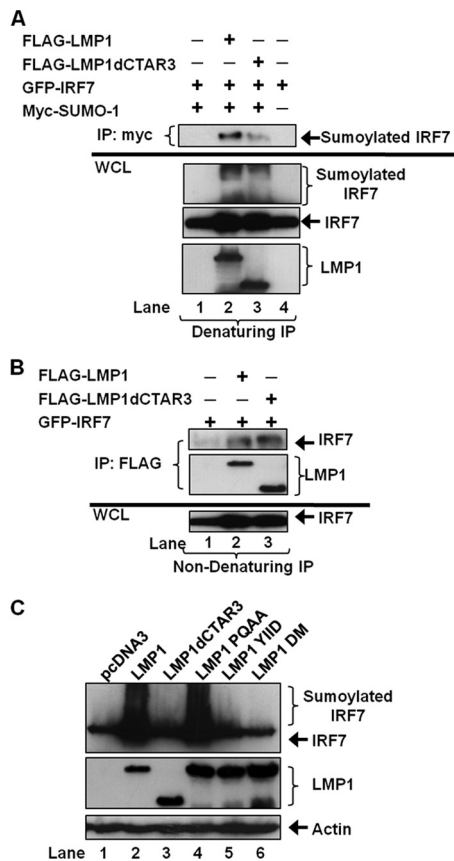 A
FLAG-LMP1 – + – –
FLAG-LMP1dCTAR3 – – + –
GFP-IRF7 + + + +
Myc-SUMO-1 + + + –
IP: myc
Sumoylated IRF7
WCL
Sumoylated
IRF7
IRF7
LMP1
Lane 1 2 3 4
Denaturing IP
B
FLAG-LMP1 – + –
FLAG-LMP1dCTAR3 – – +
GFP-IRF7 + + +
IRF7
IP: FLAG
LMP1
WCL
IRF7
Lane 1 2 3
Non-Denaturing IP
C
pcDNA3
LMP1
LMP1dCTAR3
LMP1 PQAA
LMP1 YIID
LMP1 DM
Sumoylated
IRF7
IRF7
LMP1
Actin
Lane 1 2 3 4 5 6